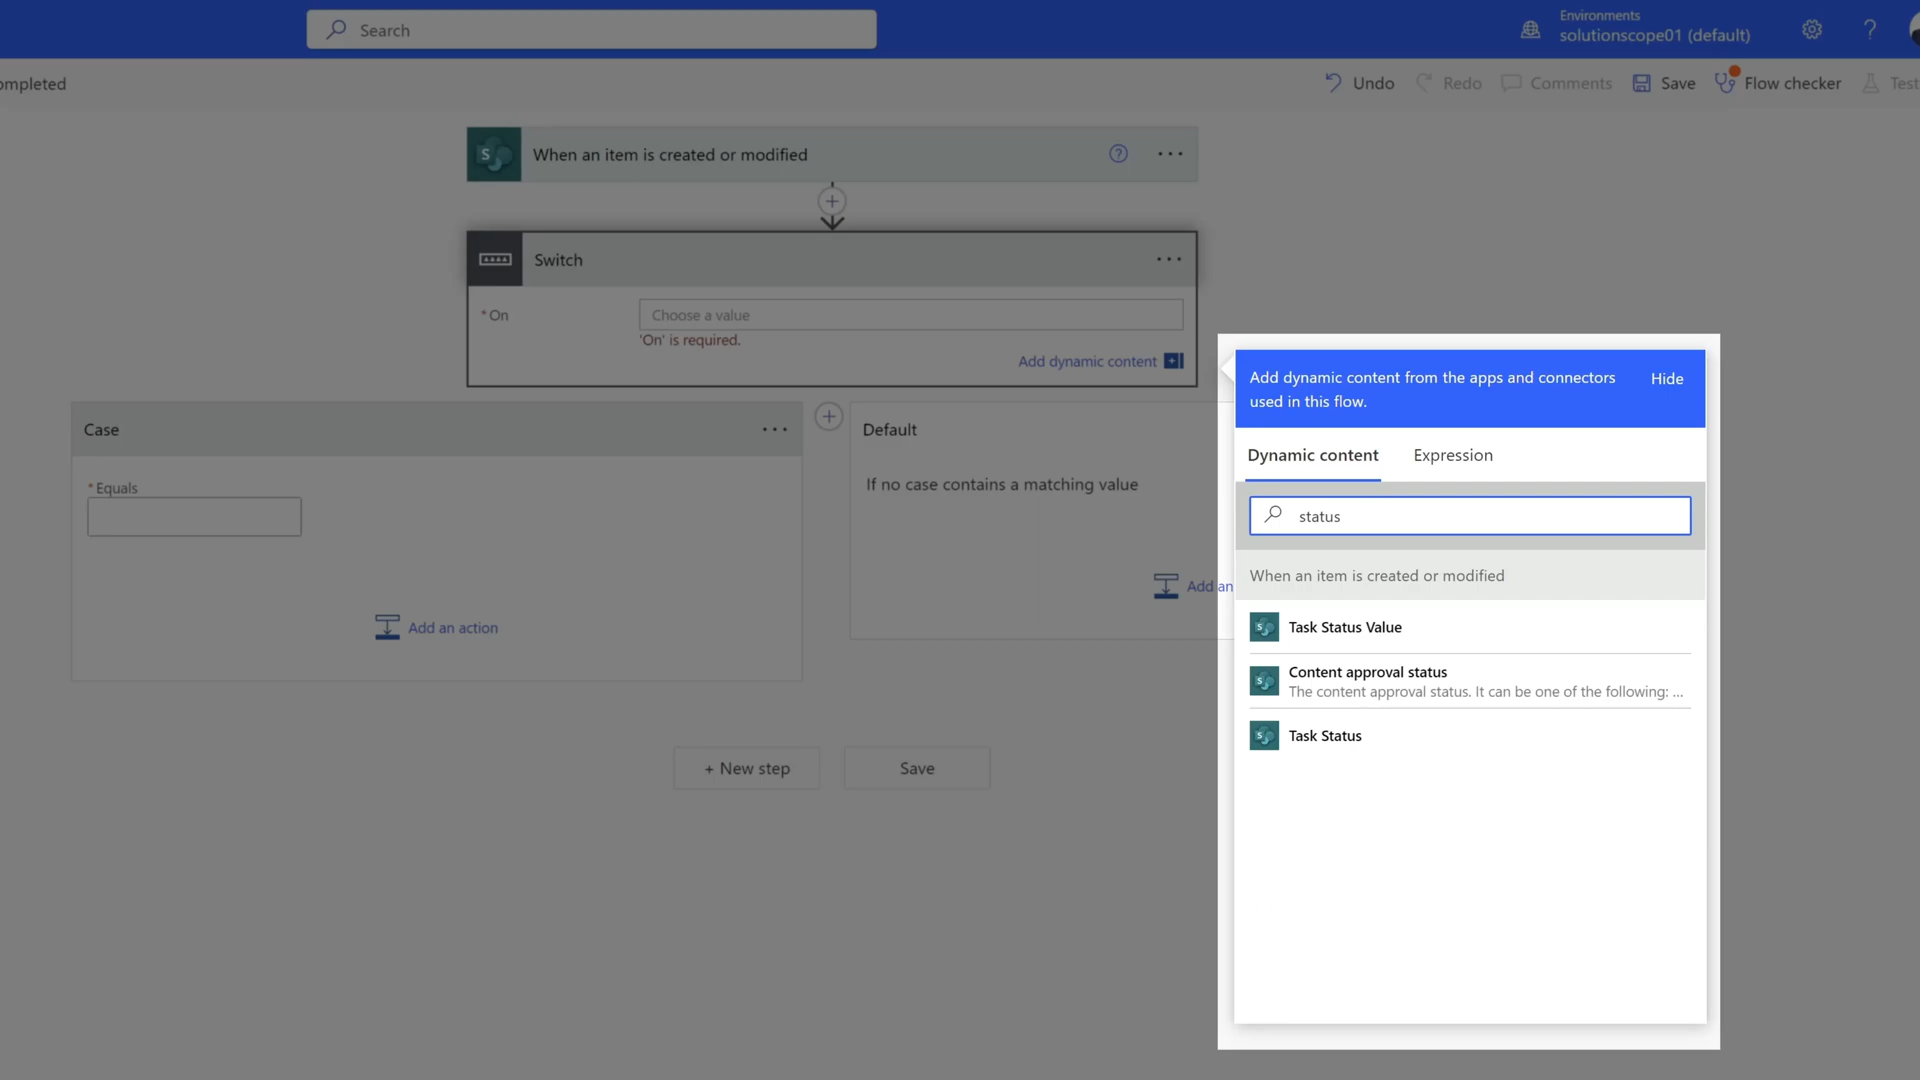 Search
Environments
solutionscope01 (default)
?
ompleted
Undo
Redo
Comments
Save
Flow checker
Test
S
When an item is created or modified
?
...
+
Switch
...
* On
Choose a value
'On' is required.
Add dynamic content
Case
...
+
Default
* Equals
If no case contains a matching value
Add an action
Add an
+ New step
Save
Add dynamic content from the apps and connectors
used in this flow.
Hide
Dynamic content
Expression
status
When an item is created or modified
S
Task Status Value
S
Content approval status
The content approval status. It can be one of the following: ...
S
Task Status